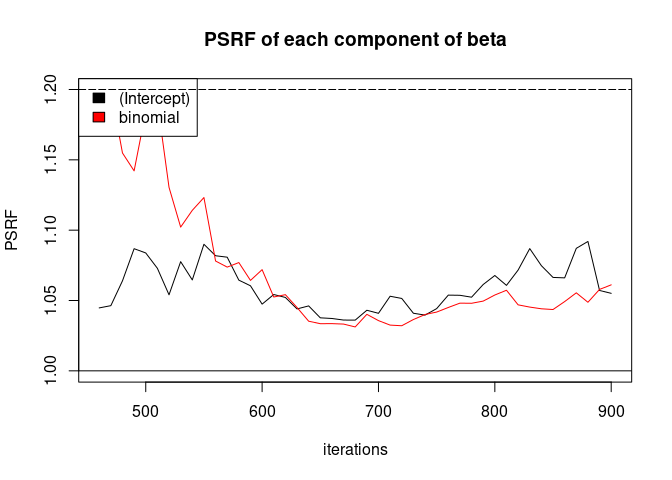 PSRF of each component of beta
(Intercept)
binomial
PSRF
1.20
1.15
1.10
1.05
1.00
500 600 700 800 900
iterations